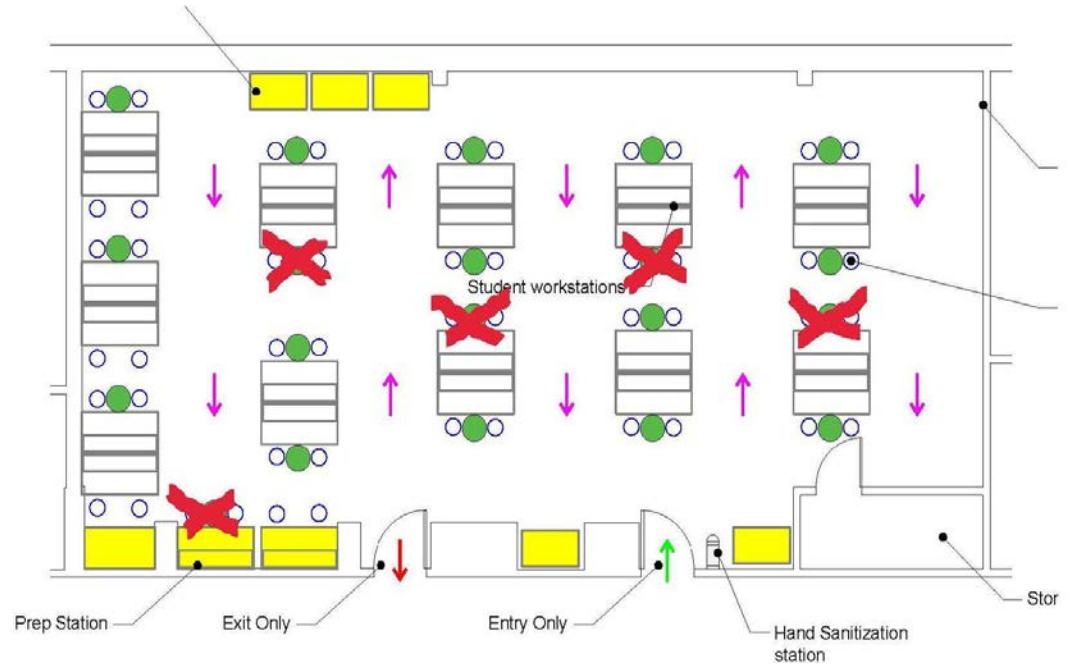 Student workstations
Prep Station
Exit Only
Entry Only
Hand Sanitization
station
Stor